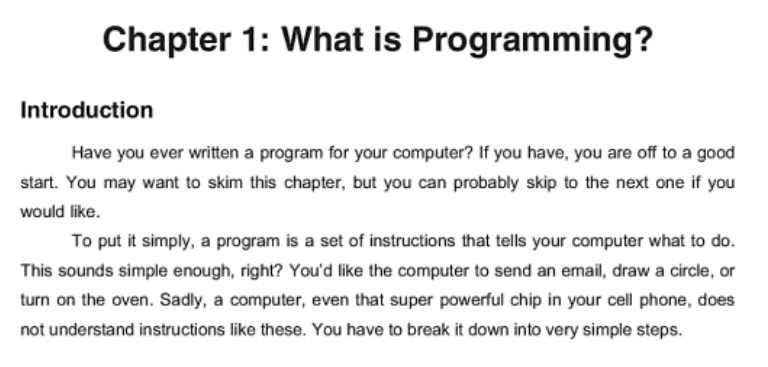 Chapter 1: What is Programming?
Introduction
Have you ever written a program for your computer? If you have, you are off to a good
start. You may want to skim this chapter, but you can probably skip to the next one if you
would like.
To put it simply, a program is a set of instructions that tells your computer what to do.
This sounds simple enough, right? You'd like the computer to send an email, draw a circle, or
turn on the oven. Sadly, a computer, even that super powerful chip in your cell phone, does
not understand instructions like these. You have to break it down into very simple steps.